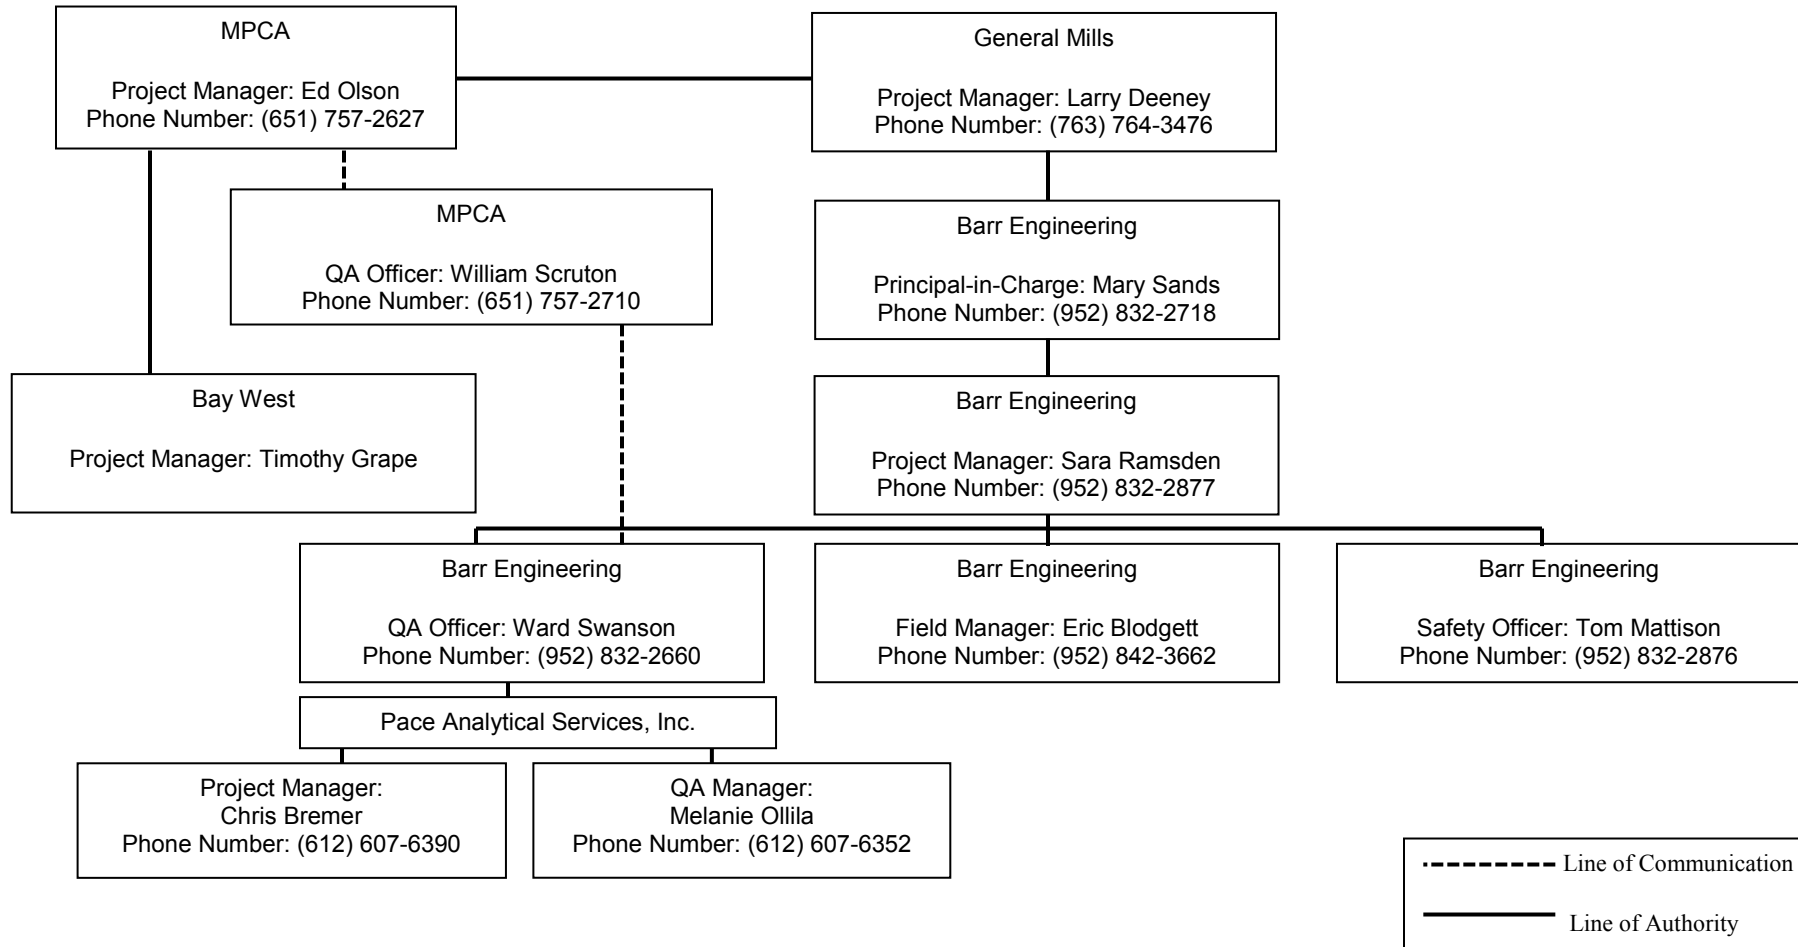 MPCA
Project Manager: Ed Olson
Phone Number: (651) 757-2627
General Mills
Project Manager: Larry Deeney
Phone Number: (763) 764-3476
MPCA
QA Officer: William Scruton
Phone Number: (651) 757-2710
Barr Engineering
Principal-in-Charge: Mary Sands
Phone Number: (952) 832-2718
Bay West
Project Manager: Timothy Grape
Barr Engineering
Project Manager: Sara Ramsden
Phone Number: (952) 832-2877
Barr Engineering
QA Officer: Ward Swanson
Phone Number: (952) 832-2660
Barr Engineering
Field Manager: Eric Blodgett
Phone Number: (952) 842-3662
Barr Engineering
Safety Officer: Tom Mattison
Phone Number: (952) 832-2876
Pace Analytical Services, Inc.
Project Manager:
Chris Bremer
Phone Number: (612) 607-6390
QA Manager:
Melanie Ollila
Phone Number: (612) 607-6352
Line of Communication
Line of Authority